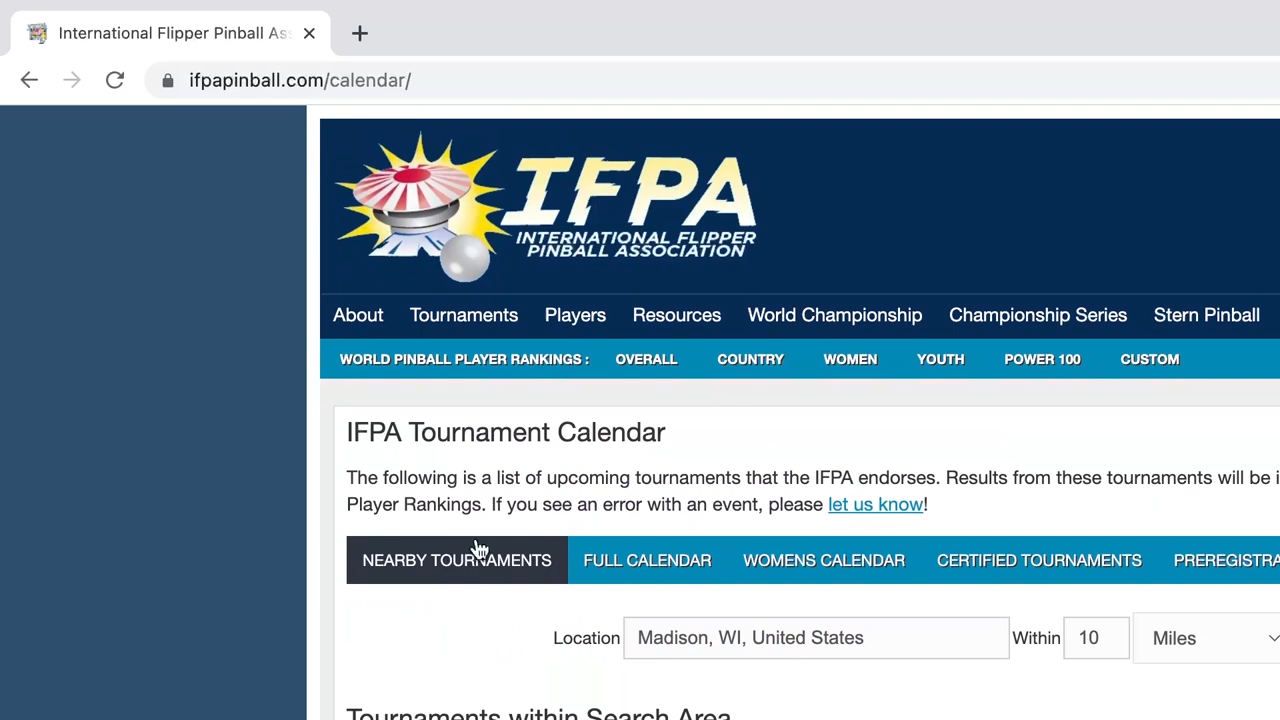 International Flipper Pinball As
ifpapinball.com/calendar/
IFPA
INTERNATIONAL FLIPPER
PINBALL ASSOCIATION
About Tournaments Players Resources World Championship Championship Series Stern Pinball
WORLD PINBALL PLAYER RANKINGS : OVERALL COUNTRY WOMEN YOUTH POWER 100 CUSTOM
IFPA Tournament Calendar
The following is a list of upcoming tournaments that the IFPA endorses. Results from these tournaments will be i
Player Rankings. If you see an error with an event, please let us know!
NEARBY TOURNAMENTS FULL CALENDAR WOMENS CALENDAR CERTIFIED TOURNAMENTS PREREGISTRA
Location Madison, WI, United States Within 10 Miles
Tournaments within Search Area